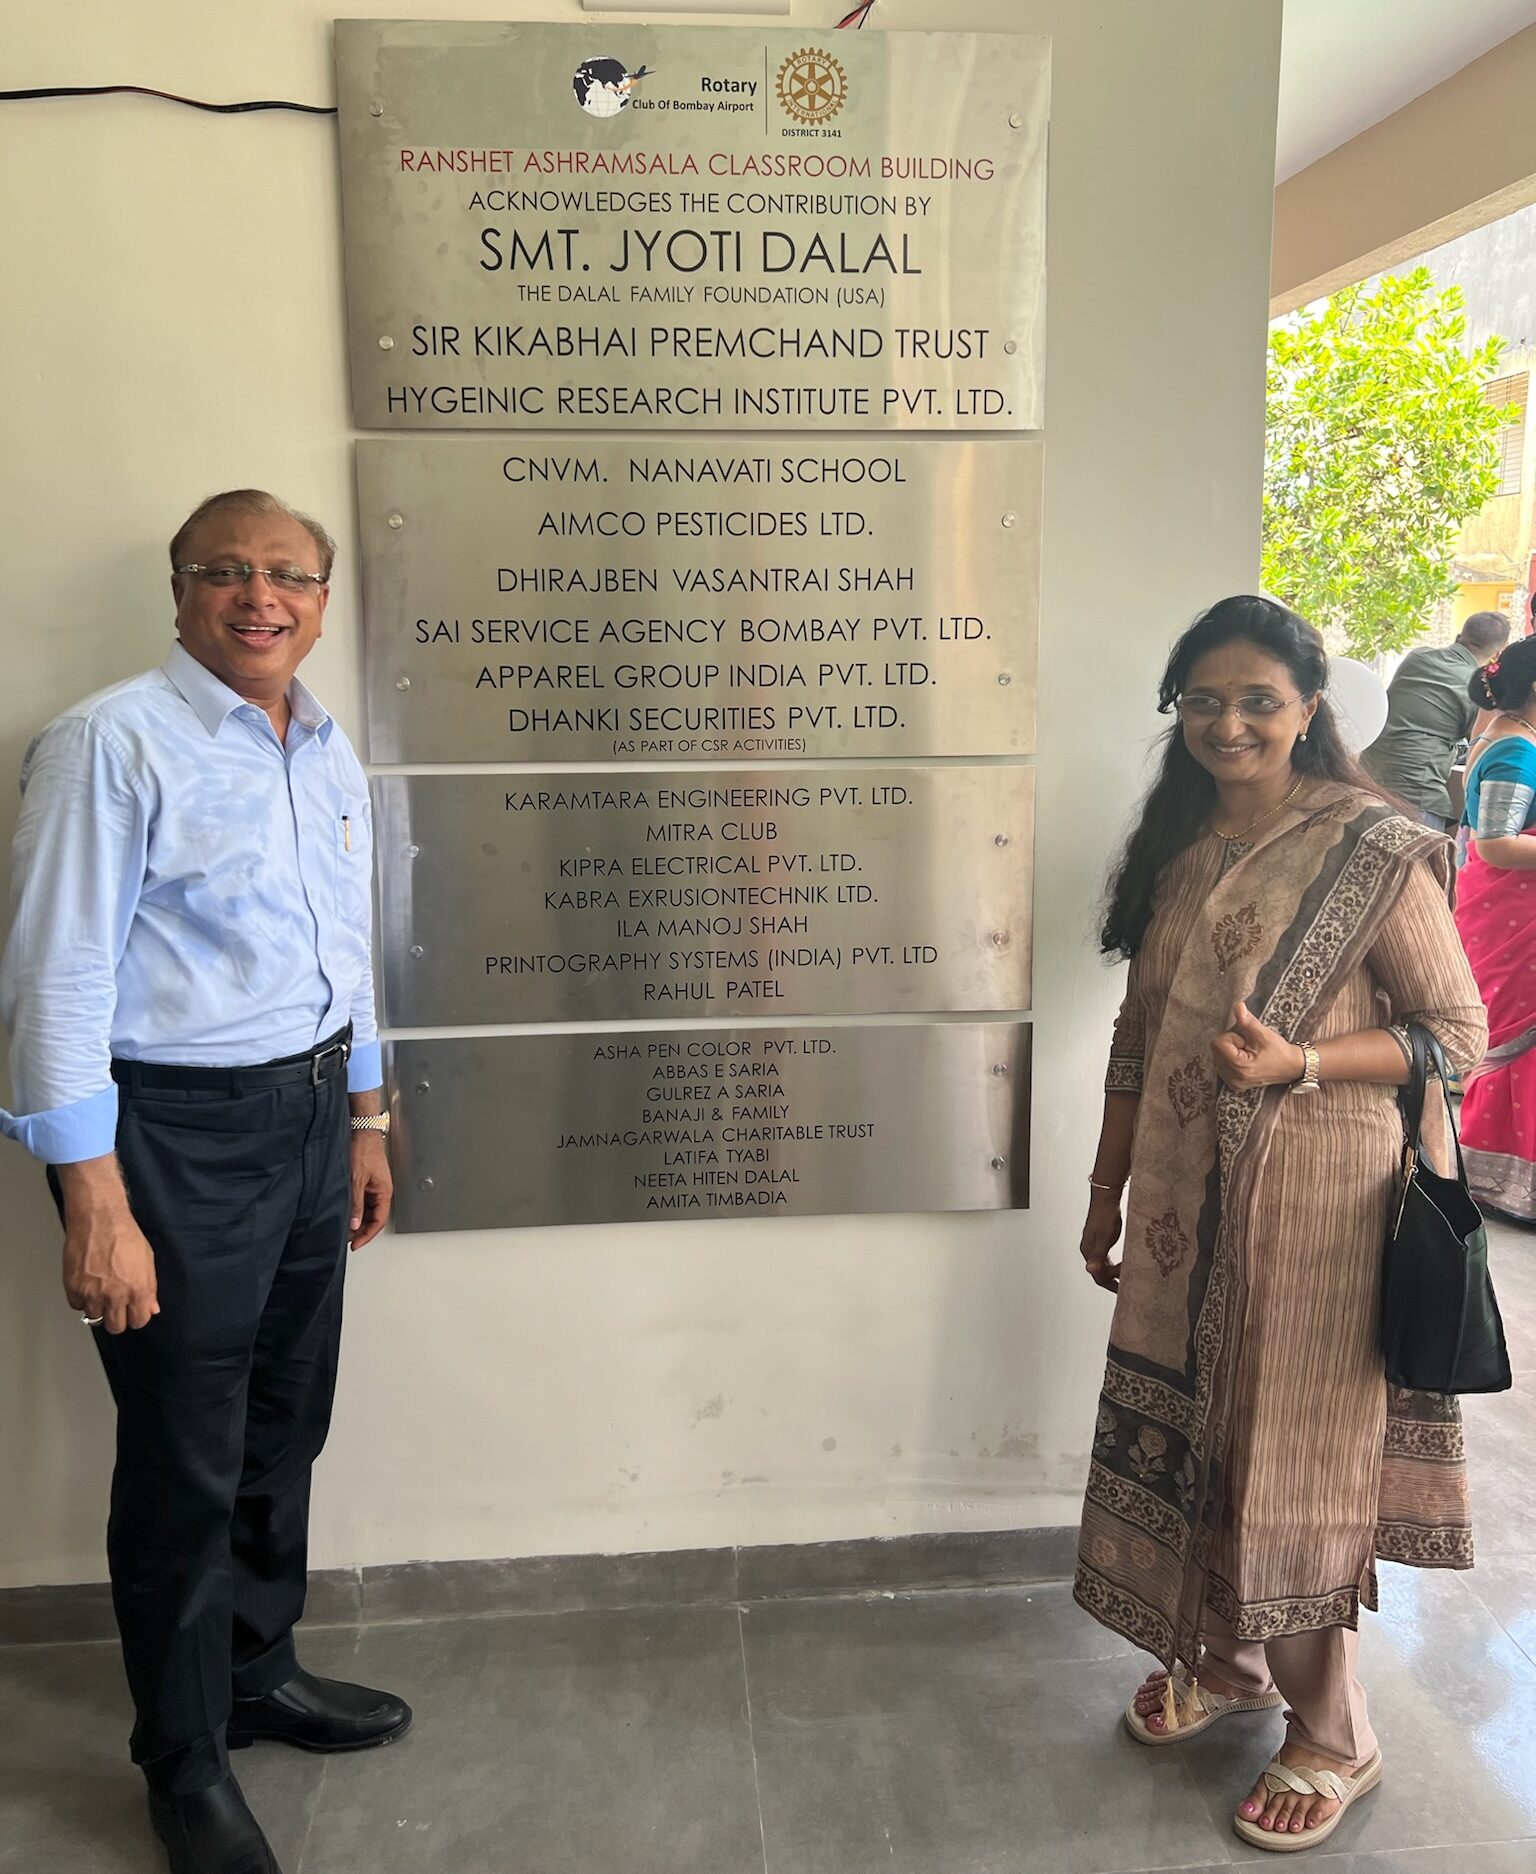 Rotary
Club Of Bombay Airport
ROTARY
INTERNATIONAL
DISTRICT 3141
RANSHET ASHRAMSALA CLASSROOM BUILDING
ACKNOWLEDGES THE CONTRIBUTION BY
SMT. JYOTI DALAL
THE DALAL FAMILY FOUNDATION (USA)
SIR KIKABHAI PREMCHAND TRUST
HYGEINIC RESEARCH INSTITUTE PVT. LTD.
CNVM. NANAVATI SCHOOL
AIMCO PESTICIDES LTD.
DHIRAJBEN VASANTRAI SHAH
SAI SERVICE AGENCY BOMBAY PVT. LTD.
APPAREL GROUP INDIA PVT. LTD.
DHANKI SECURITIES PVT. LTD.
(AS PART OF CSR ACTIVITIES)
KARAMTARA ENGINEERING PVT. LTD.
MITRA CLUB
KIPRA ELECTRICAL PVT. LTD.
KABRA EXRUSIONTECHNIK LTD.
ILA MANOJ SHAH
PRINTOGRAPHY SYSTEMS (INDIA) PVT. LTD
RAHUL PATEL
ASHA PEN COLOR PVT. LTD.
ABBAS E SARIA
GULREZ A SARIA
BANAJI & FAMILY
JAMNAGARWALA CHARITABLE TRUST
LATIFA TYABI
NEETA HITEN DALAL
AMITA TIMBADIA